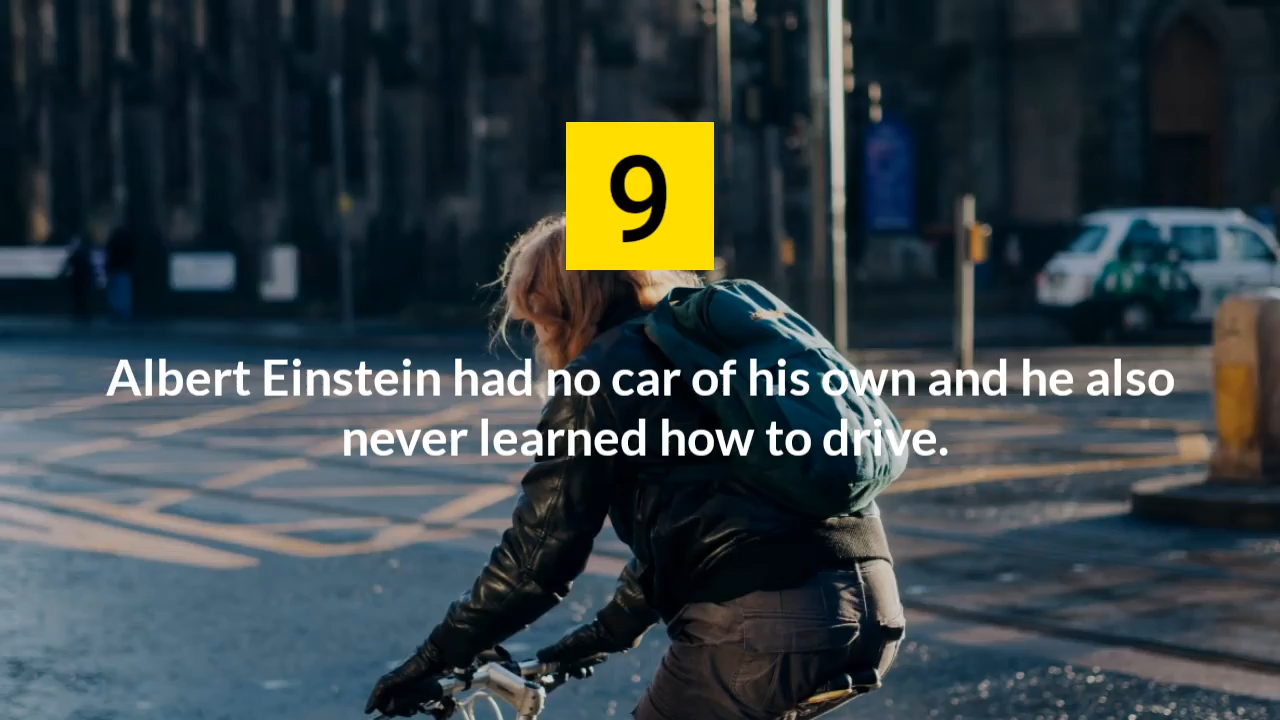 9
Albert Einstein had no car of his own and he also
never learned how to drive.